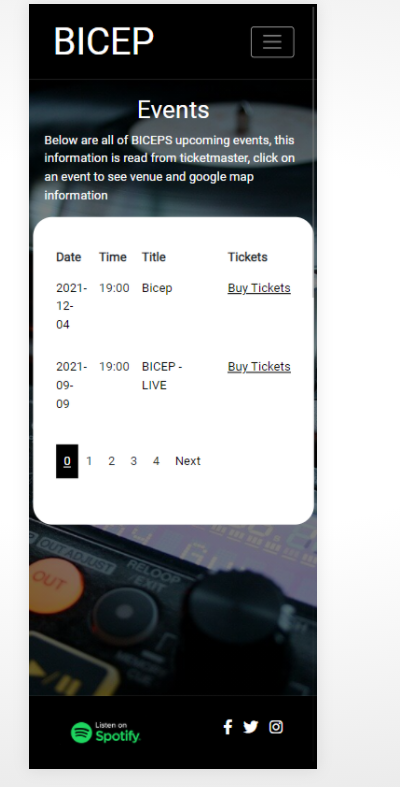 BICEP
Events
Below are all of BICEPS upcoming events, this
information is read from ticketmaster, click on
an event to see venue and google map
information
Date Time Title Tickets
2021- 19:00 Bicep Buy Tickets
12-
04
2021- 19:00 BICEP - Buy Tickets
09- LIVE
09
0 1 2 3 4 Next
OUT ADJUST
RELOOP
/EXIT
OUT
MEMORY
CUE
Listen on
Spotify